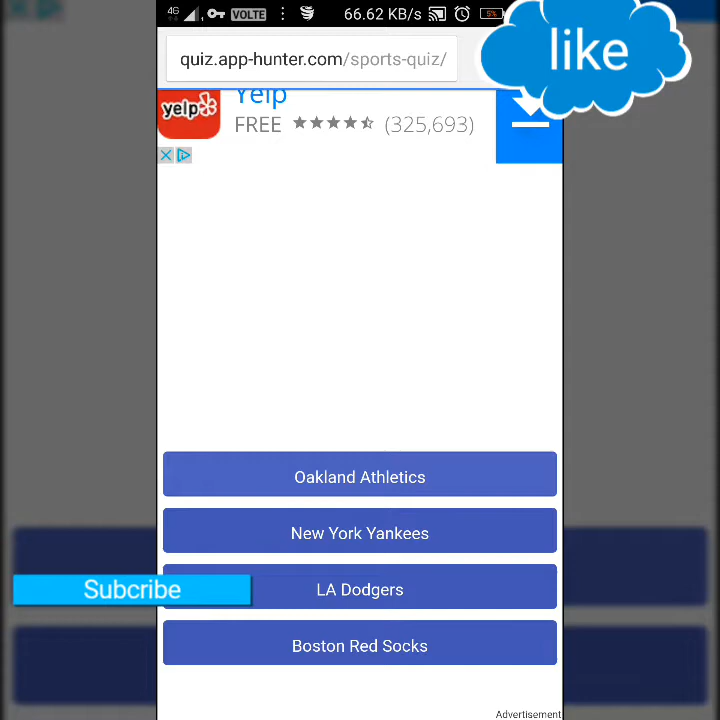 4G VOLTE 66.62 KB/s 5%
like
quiz.app-hunter.com/sports-quiz/
yelp
Yelp
FREE (325,693)
Oakland Athletics
New York Yankees
Subcribe
LA Dodgers
Boston Red Socks
Advertisement